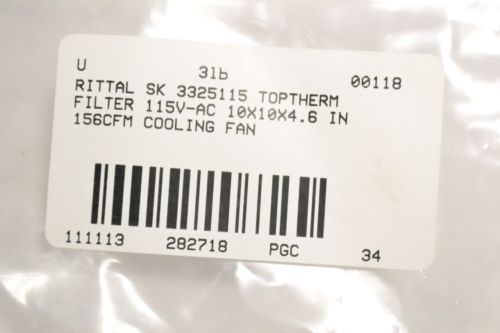 U 3lb 00118
RITTAL SK 3325115 TOPTHERM
FILTER 115V-AC 10X10X4.6 IN
156CFM COOLING FAN
111113 282718 PGC 34